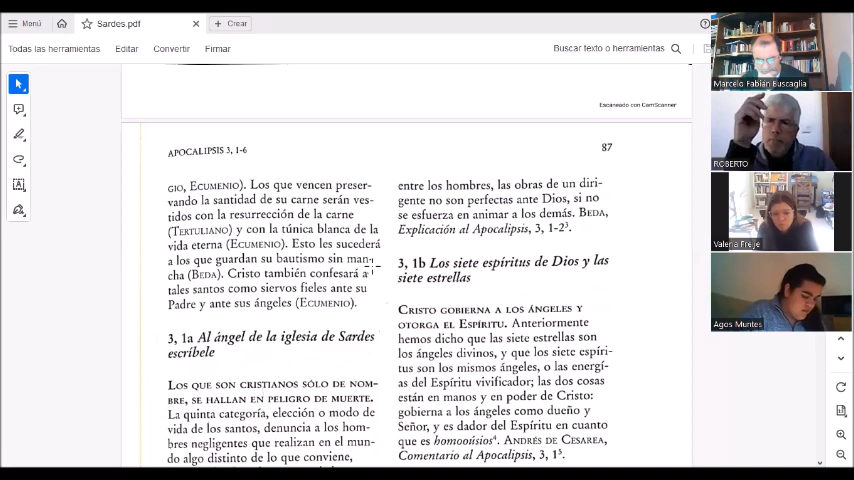 Menú
Sardes.pdf
Crear
Todas las herramientas
Editar
Convertir
Firmar
Buscar texto o herramientas
Escaneado con CamScanner
APOCALIPSIS 3, 1-6
87
GIO, ECUMENIO). Los que vencen preser-
vando la santidad de su carne serán ves-
tidos con la resurrección de la carne
(TERTULIANO) y con la túnica blanca de la
vida eterna (ECUMENIO). Esto les sucederá
a los que guardan su bautismo sin man-
cha (BEDA). Cristo también confesará a
tales santos como siervos fieles ante su
Padre y ante sus ángeles (ECUMENIO).
3, 1a Al ángel de la iglesia de Sardes
escríbele
LOS QUE SON CRISTIANOS SÓLO DE NOM-
BRE, SE HALLAN EN PELIGRO DE MUERTE.
La quinta categoría, elección o modo de
vida de los santos, denuncia a los hom-
bres negligentes que realizan en el mun-
do algo distinto de lo que conviene,
entre los hombres, las obras de un diri-
gente no son perfectas ante Dios, si no
se esfuerza en animar a los demás. BEDA,
Explicación al Apocalipsis, 3, 1-2³.
3, 1b Los siete espíritus de Dios y las
siete estrellas
CRISTO GOBIERNA A LOS ÁNGELES Y
OTORGA EL ESPÍRITU. Anteriormente
hemos dicho que las siete estrellas son
los ángeles divinos, y que los siete espíri-
tus son los mismos ángeles, o las energí-
as del Espíritu vivificador; las dos cosas
están en manos y en poder de Cristo:
gobierna a los ángeles como dueño y
Señor, y es dador del Espíritu en cuanto
que es homooúsios⁴. ANDRÉS DE CESAREA,
Comentario al Apocalipsis, 3, 1⁵.
Marcelo Fabián Buscaglia
ROBERTO
Valeria Freije
Agos Muntes